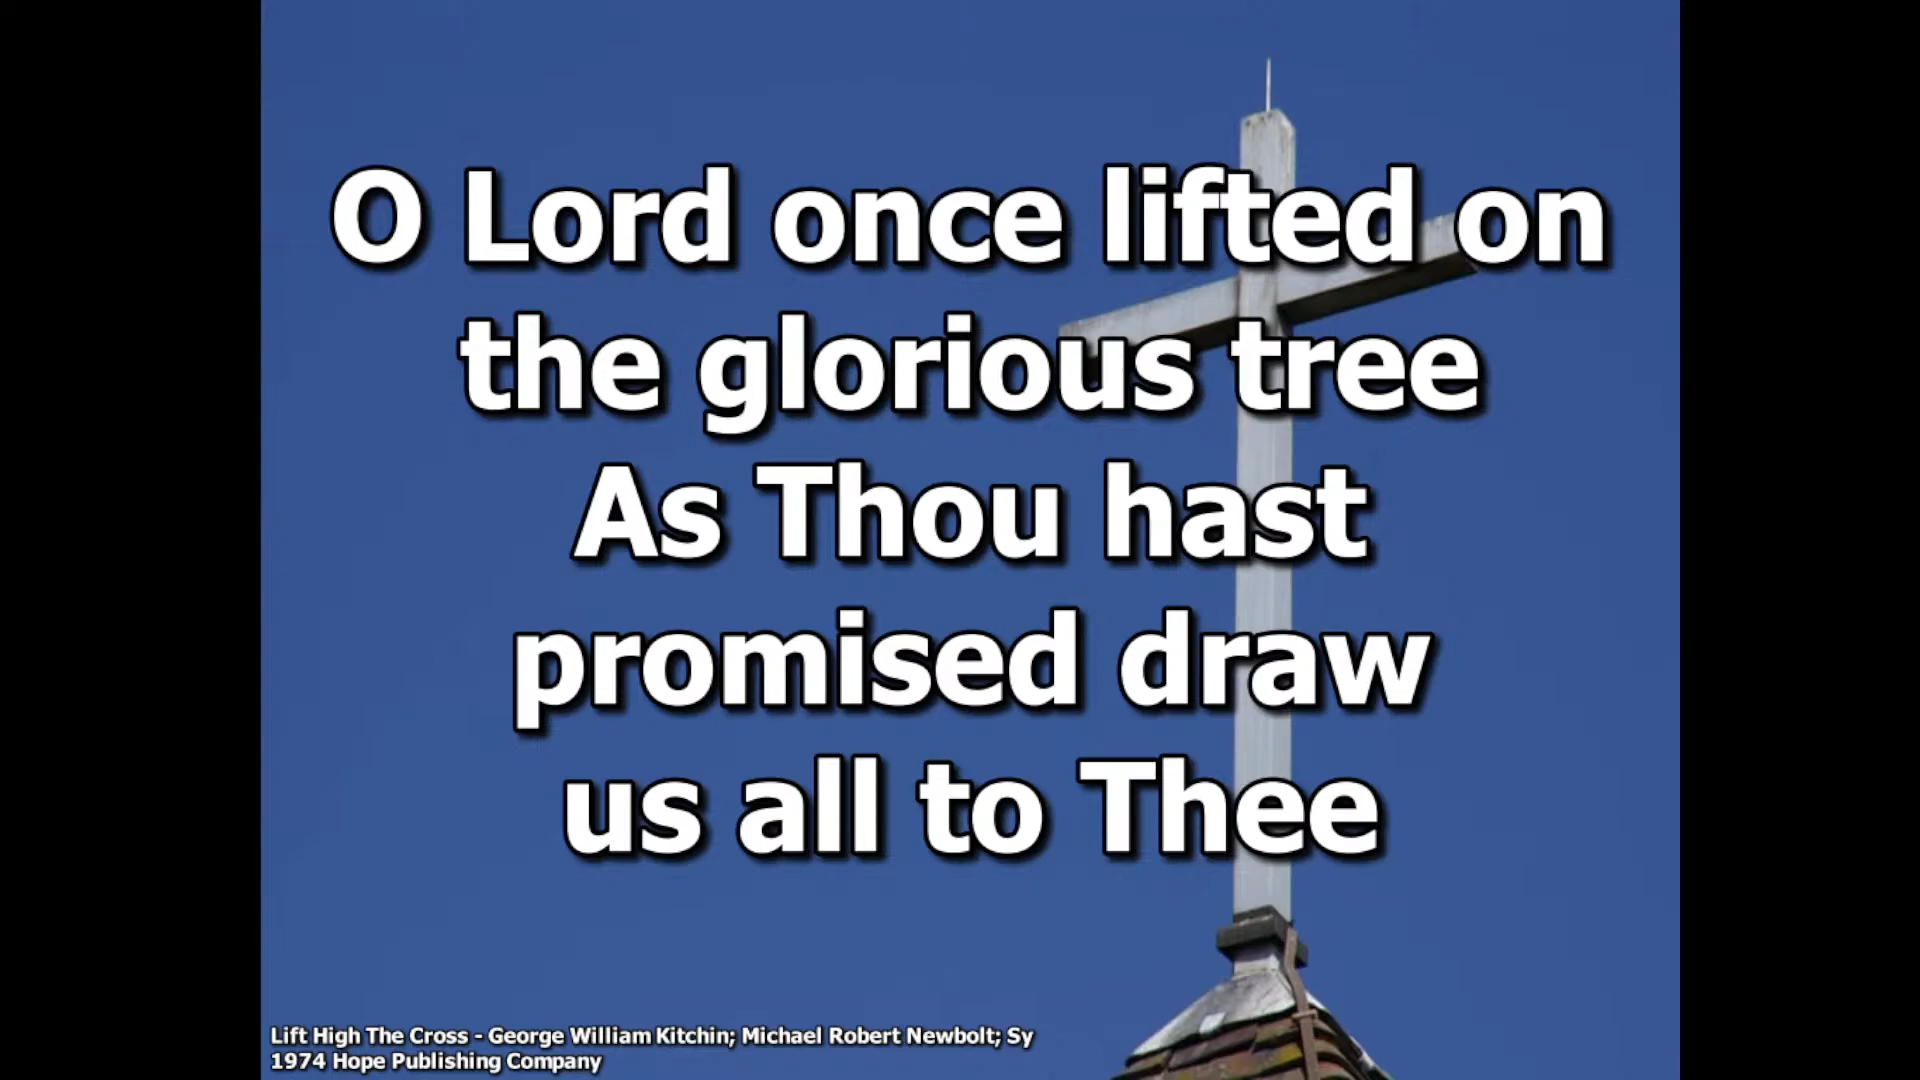 O Lord once lifted on
the glorious tree
As Thou hast
promised draw
us all to Thee
Lift High The Cross - George William Kitchin; Michael Robert Newbolt; Sy
1974 Hope Publishing Company